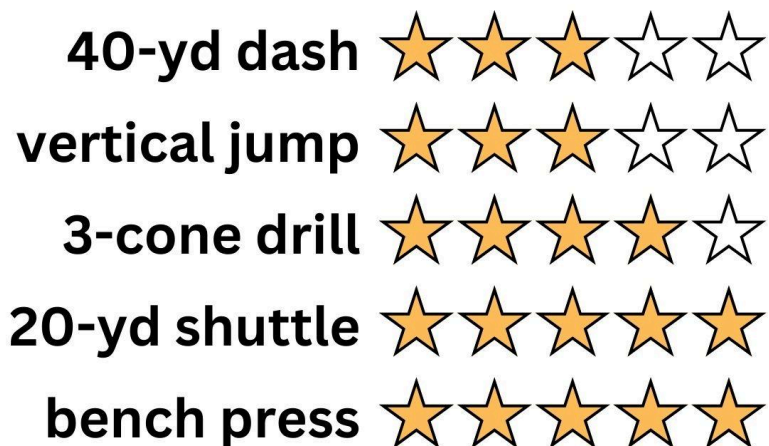 40-yd dash
vertical jump
3-cone drill
20-yd shuttle
bench press